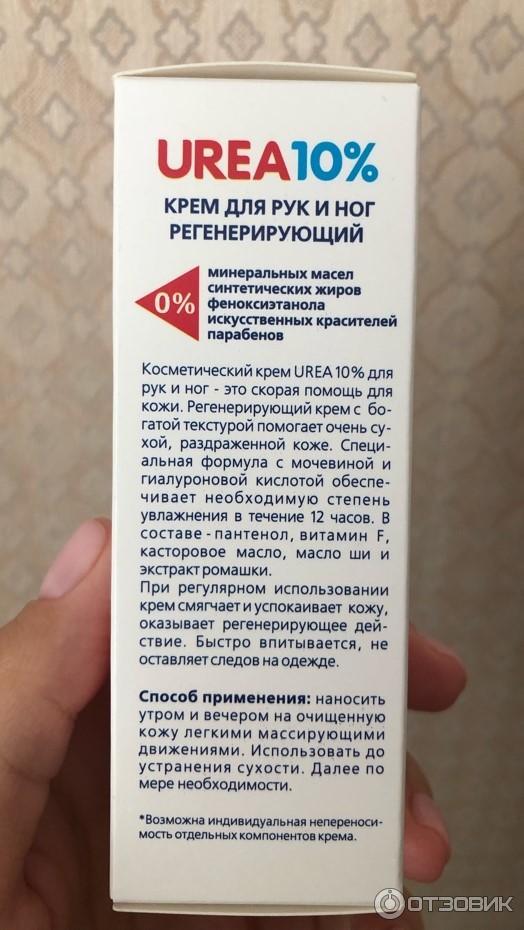 UREA10%
КРЕМ ДЛЯ РУК И НОГ
РЕГЕНЕРИРУЮЩИЙ
0%
минеральных масел
синтетических жиров
феноксиэтанола
искусственных красителей
парабенов
Косметический крем UREA 10% для
рук и ног - это скорая помощь для
кожи. Регенерирующий крем с бо-
гатой текстурой помогает очень су-
хой, раздраженной коже. Специ-
альная формула с мочевиной и
гиалуроновой кислотой обеспе-
чивает необходимую степень
увлажнения в течение 12 часов. В
составе - пантенол, витамин F,
касторовое масло, масло ши и
экстракт ромашки.
При регулярном использовании
крем смягчает и успокаивает кожу,
оказывает регенерирующее дей-
ствие. Быстро впитывается, не
оставляет следов на одежде.
Способ применения: наносить
утром и вечером на очищенную
кожу легкими массирующими
движениями. Использовать до
устранения сухости. Далее по
мере необходимости.
*Возможна индивидуальная непереноси-
мость отдельных компонентов крема.
ОТЗОВИК